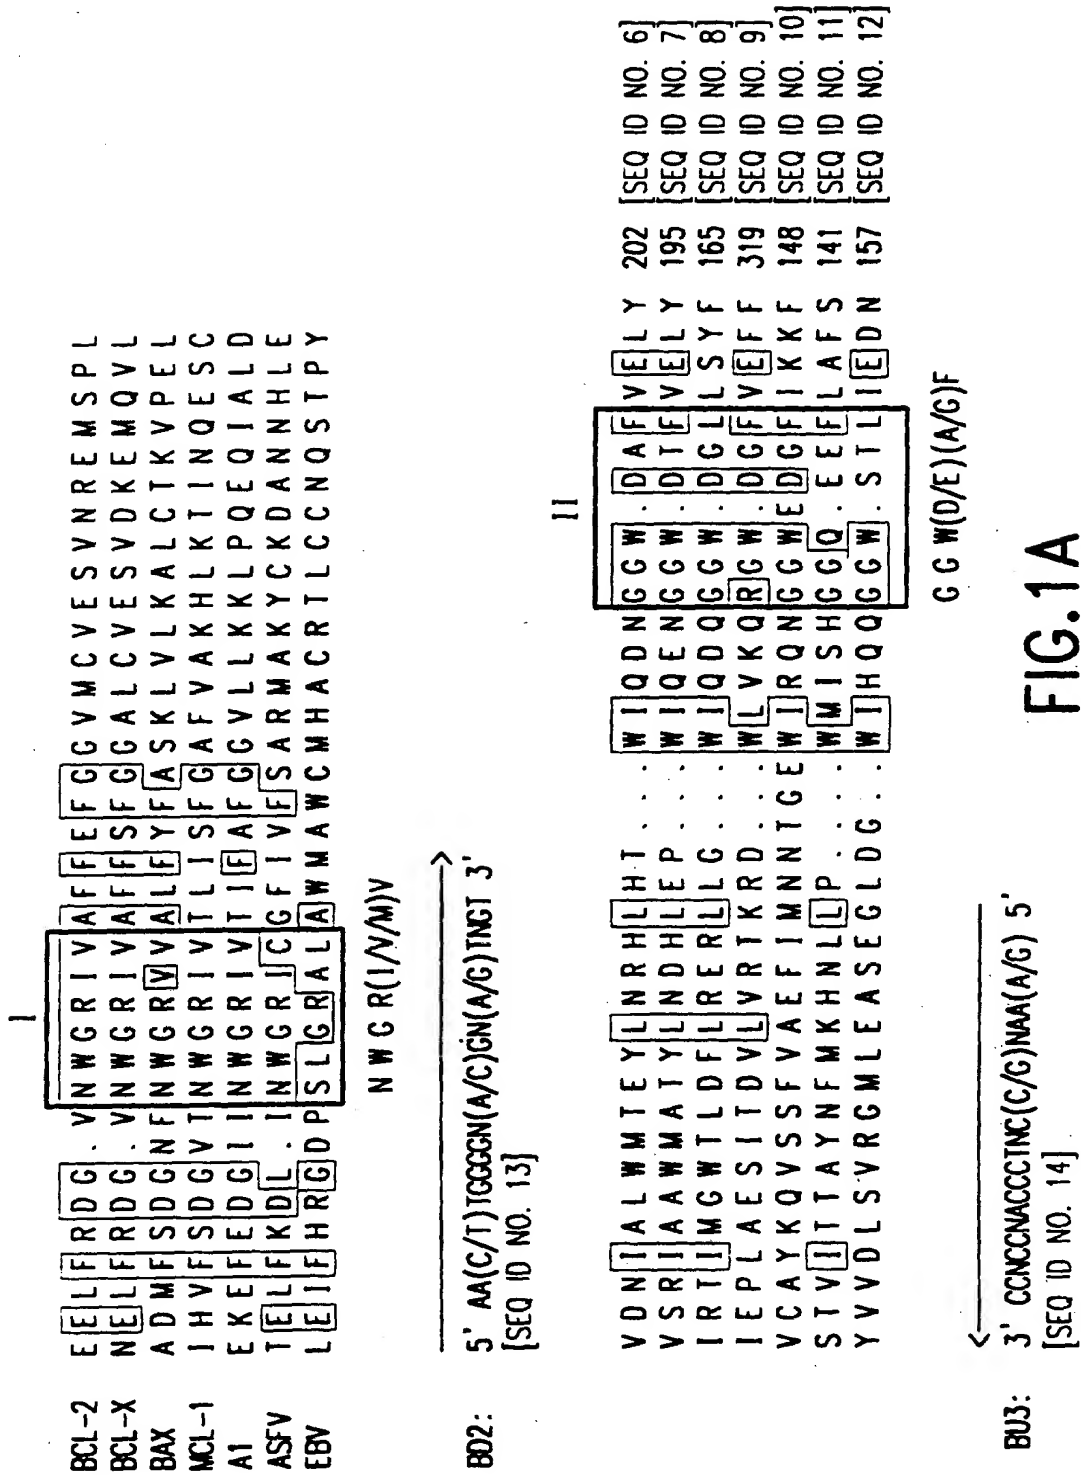 I
BCL-2 E E L F R D G . V N W G R I V A F F E F G G V M C V E S V N R E M S P L
BCL-X N E L F R D G . V N W G R I V A F F S F G G A L C V E S V D K E M Q V L
BAX A D M F S D G N F N W G R V V A L F Y F A S K L V L K A L C T K V P E L
MCL-1 I H V F S D G V T N W G R I V T L I S F G A F V A K H L K T I N Q E S C
A1 E K E F E D G I I N W G R I V T I F A F G G V L L K K L P Q E Q I A L D
ASFV T E L F K D L . I N W G R I C G F I V F S A R M A K Y C K D A N N H L E
EBV L E I F H R G D P S L G R A L A W M A W C M H A C R T L C C N Q S T P Y
N W G R(I/V/M)V
BD2: 5' AA(C/T)TGGGGN(A/C)GN(A/G)TNGT 3'
[SEQ ID NO. 13]
II
V D N I A L W M T E Y L N R H L H T . . . W I Q D N G G W . D A F V E L Y 202 [SEQ ID NO. 6]
V S R I A A W M A T Y L N D H L E P . . . W I Q E N G G W . D T F V E L Y 195 [SEQ ID NO. 7]
I R T I M G W T L D F L R E R L L G . . . W I Q D Q G G W . D G L L S Y F 165 [SEQ ID NO. 8]
I E P L A E S I T D V L V R T K R D . . . W L V K Q R G W . D G F V E F F 319 [SEQ ID NO. 9]
V C A Y K Q V S S F V A E F I M N N T G E W I R Q N G G W E D G F I K K F 148 [SEQ ID NO. 10]
S T V I T T A Y N F M K H N L L P . . . . W M I S H G G Q . E E F L A F S 141 [SEQ ID NO. 11]
Y V V D L S V R G M L E A S E G L D G . . W I H Q Q G G W . S T L I E D N 157 [SEQ ID NO. 12]
G G W(D/E)(A/G)F
BU3: 3' CCNCCNACCCTNC(C/G)NAA(A/G) 5'
[SEQ ID NO. 14]
FIG.1A